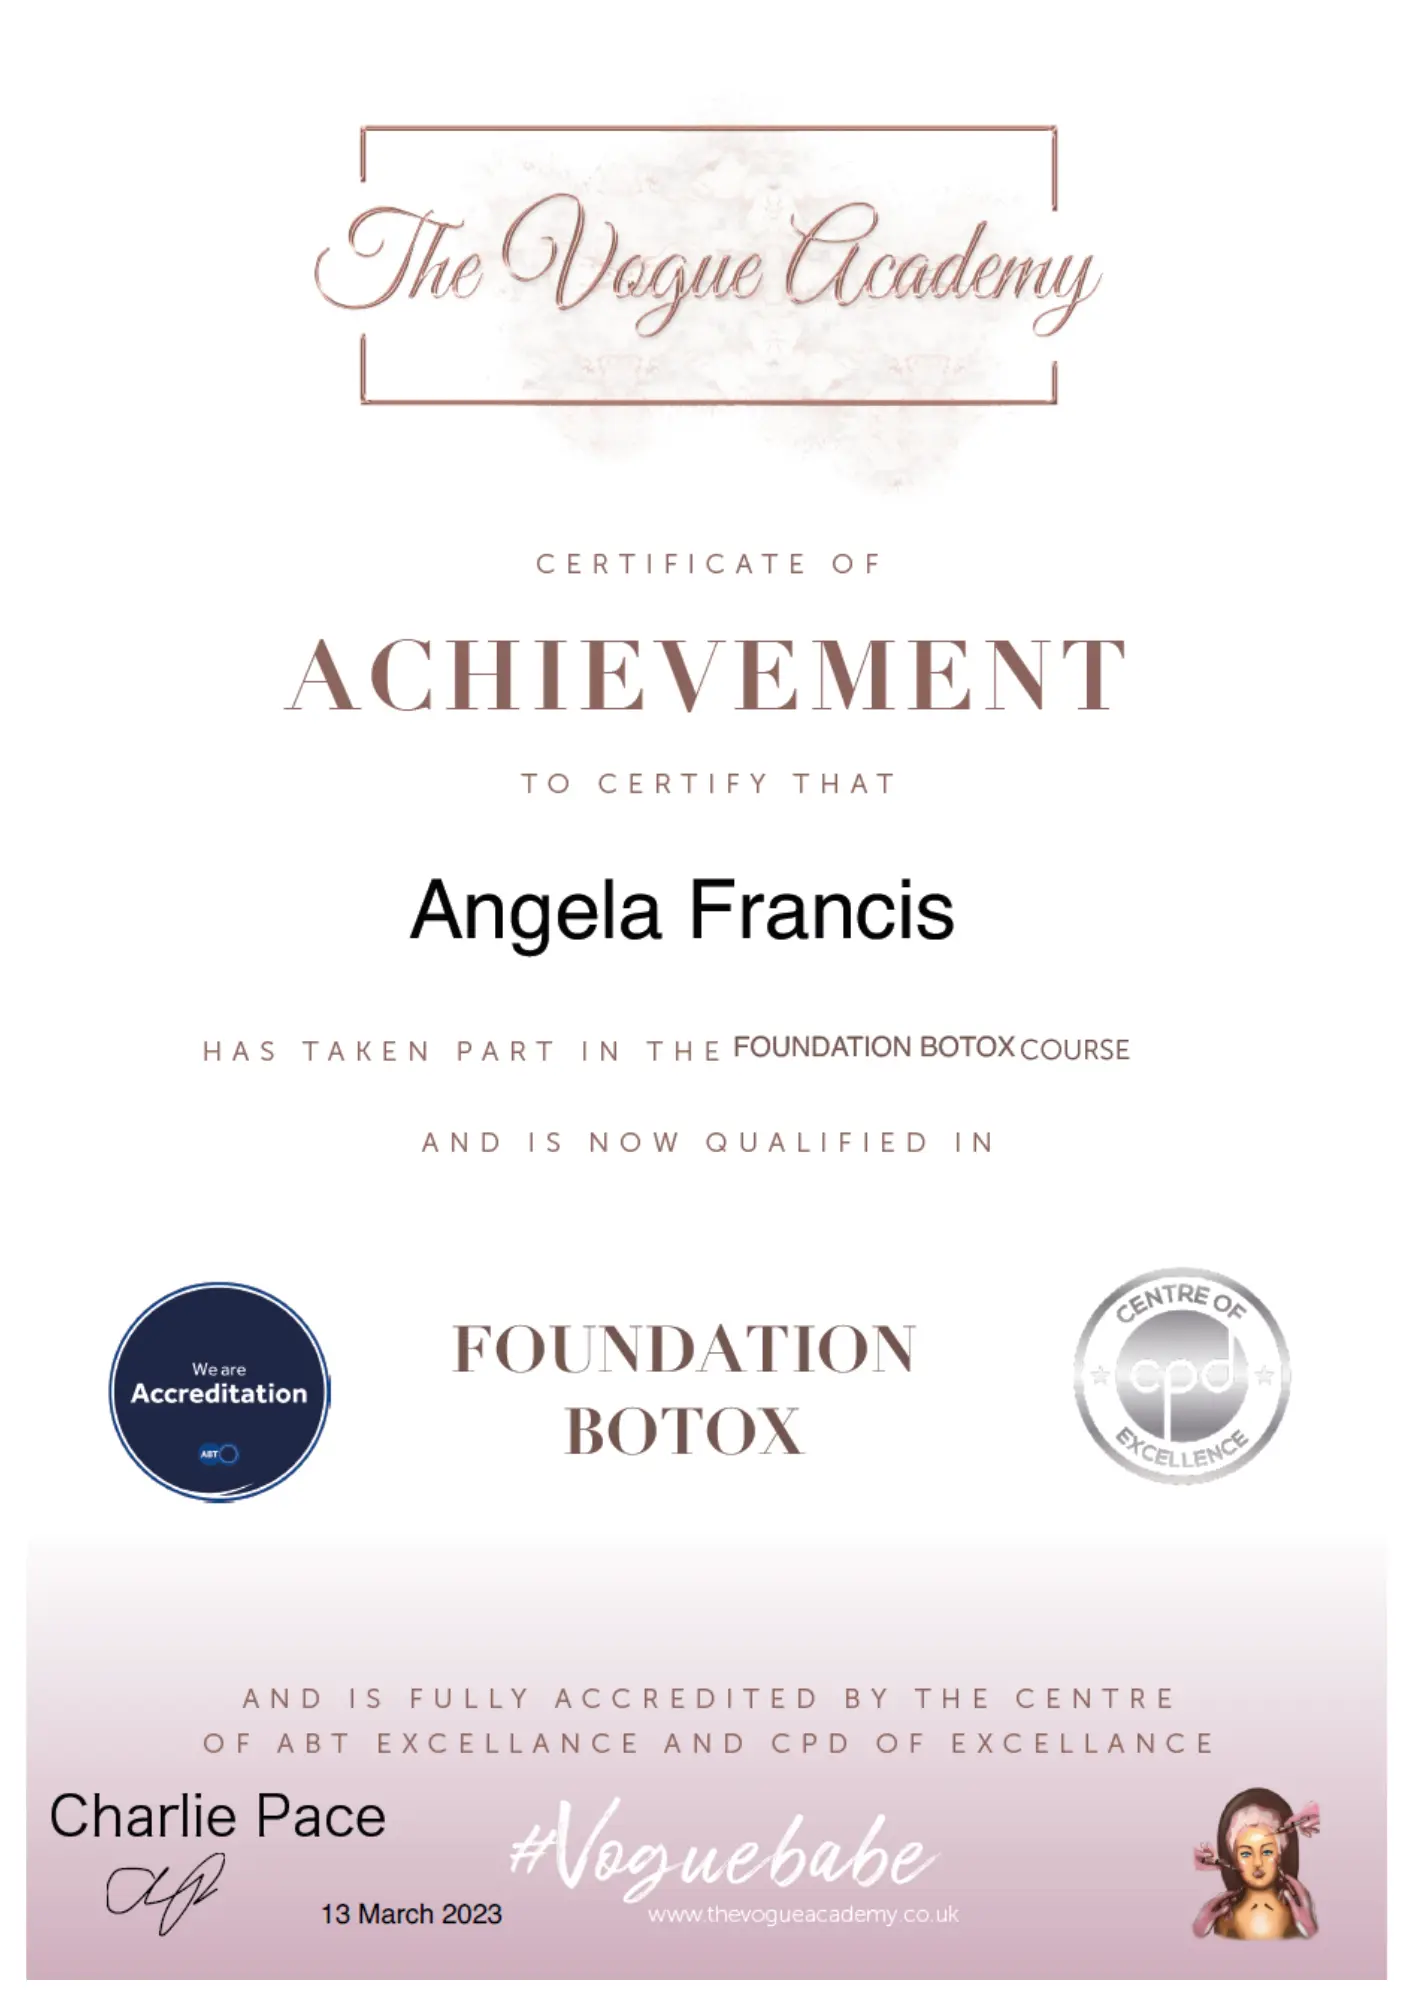 The Vogue Academy
CERTIFICATE OF
ACHIEVEMENT
TO CERTIFY THAT
Angela Francis
HAS TAKEN PART IN THE FOUNDATION BOTOX COURSE
AND IS NOW QUALIFIED IN
We are
Accreditation
ABT
FOUNDATION
BOTOX
CENTRE OF
cpd
EXCELLENCE
AND IS FULLY ACCREDITED BY THE CENTRE
OF ABT EXCELLANCE AND CPD OF EXCELLANCE
Charlie Pace
13 March 2023
#Voguebabe
www.thevogueacademy.co.uk